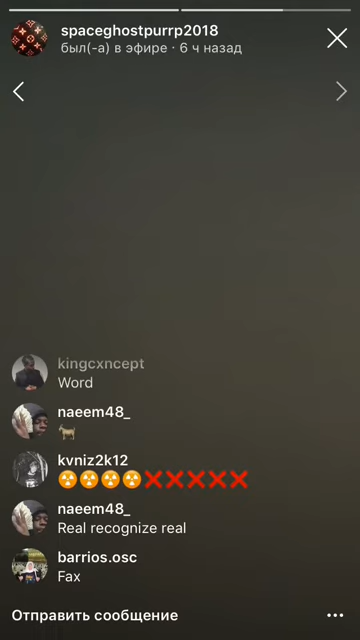 spaceghostpurrp2018
был(-а) в эфире · 6 ч назад
kingcxncept
Word
naeem48_
🐐
kvniz2k12
☢️☢️☢️☢️❌❌❌❌❌
naeem48_
Real recognize real
barrios.osc
Fax
Отправить сообщение